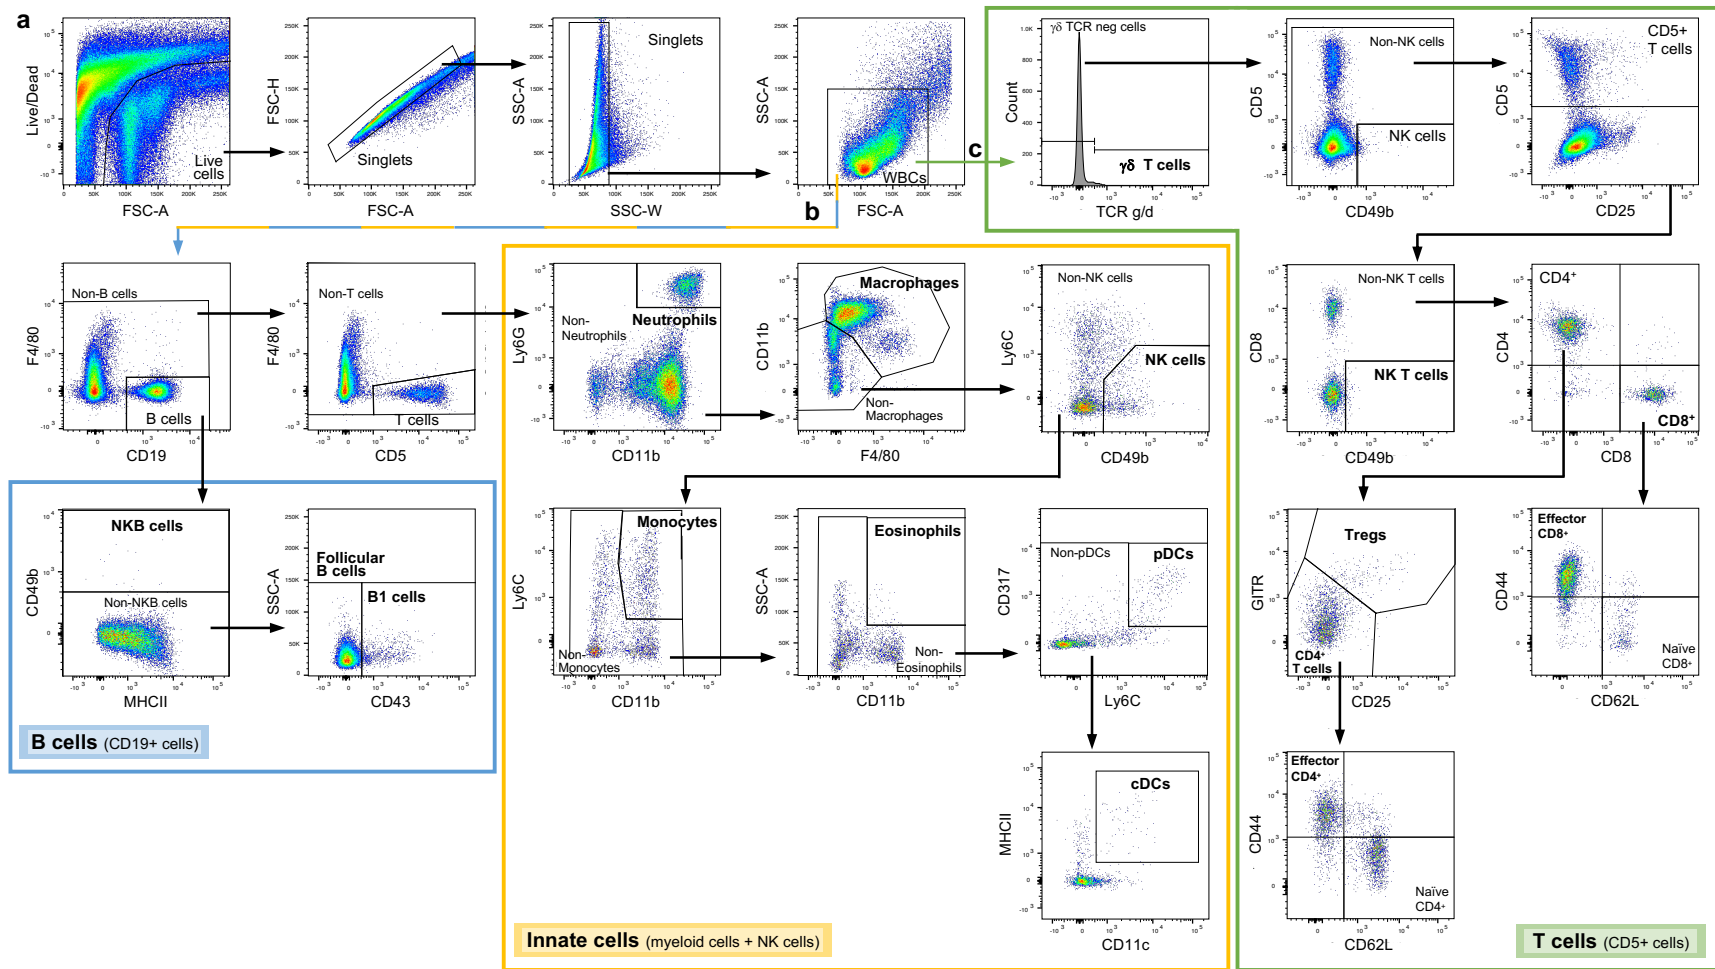 a
Live/Dead
Live
cells
FSC-A
FSC-H
Singlets
FSC-A
SSC-A
Singlets
SSC-W
SSC-A
WBCs
FSC-A
b
c
γδ TCR neg cells
Count
γδ T cells
TCR g/d
CD5
Non-NK cells
NK cells
CD49b
CD5
CD5+
T cells
CD25
F4/80
Non-B cells
B cells
CD19
F4/80
Non-T cells
T cells
CD5
Ly6G
Non-
Neutrophils
Neutrophils
CD11b
CD11b
Macrophages
Non-
Macrophages
F4/80
Ly6C
Non-NK cells
NK cells
CD49b
CD8
Non-NK T cells
NK T cells
CD49b
CD4
CD4+
CD8+
CD8
CD49b
NKB cells
Non-NKB cells
MHCII
SSC-A
Follicular
B cells
B1 cells
CD43
B cells (CD19+ cells)
Ly6C
Monocytes
Non-
Monocytes
CD11b
SSC-A
Eosinophils
Non-
Eosinophils
CD11b
CD317
Non-pDCs
pDCs
Ly6C
MHCII
cDCs
CD11c
Innate cells (myeloid cells + NK cells)
GITR
Tregs
CD4+
T cells
CD25
CD44
Effector
CD8+
Naïve
CD8+
CD62L
CD44
Effector
CD4+
Naïve
CD4+
CD62L
T cells (CD5+ cells)